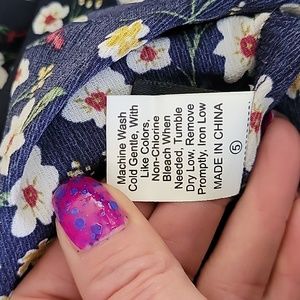 Machine Wash
Cold Gentle, With
Like Colors,
Non-Chlorine
Bleach When
Needed, Tumble
Dry Low, Remove
Promptly, Iron Low
MADE IN CHINA
5